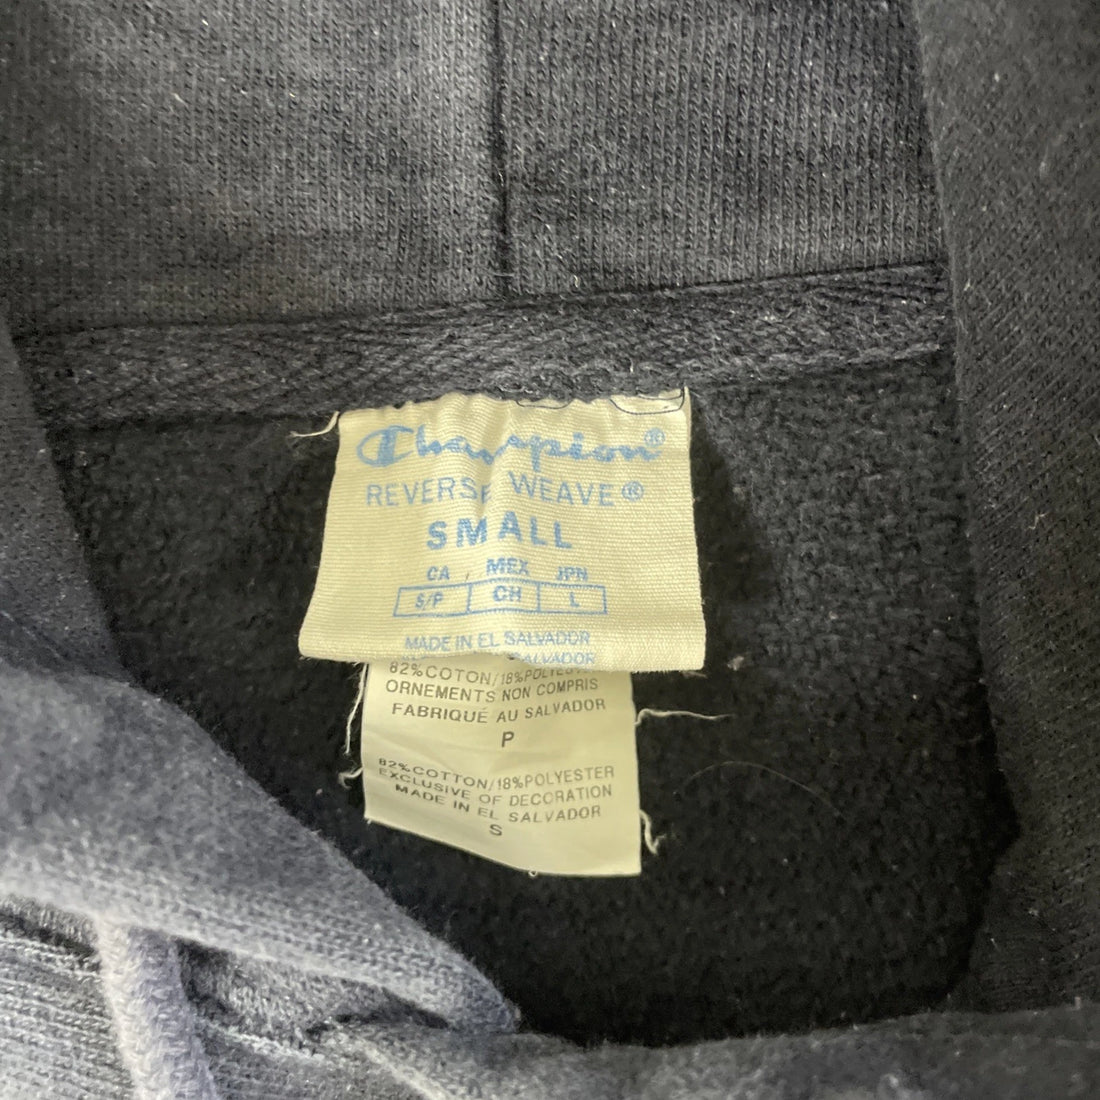 Champion®
REVERSE WEAVE®
SMALL
CA MEX JPN
S/P CH L
MADE IN EL SALVADOR
SALVADOR
82%COTON/18%POLYESTER
ORNEMENTS NON COMPRIS
FABRIQUÉ AU SALVADOR
P
82%COTTON/18%POLYESTER
EXCLUSIVE OF DECORATION
MADE IN EL SALVADOR
S